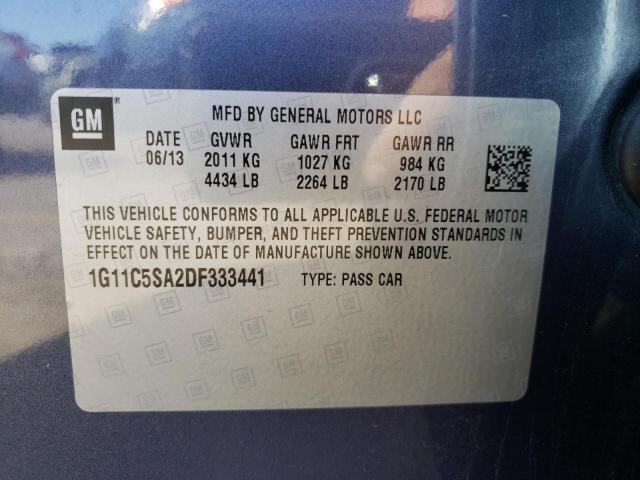 GM
MFD BY GENERAL MOTORS LLC
DATE GVWR GAWR FRT GAWR RR
06/13 2011 KG 1027 KG 984 KG
4434 LB 2264 LB 2170 LB
THIS VEHICLE CONFORMS TO ALL APPLICABLE U.S. FEDERAL MOTOR
VEHICLE SAFETY, BUMPER, AND THEFT PREVENTION STANDARDS IN
EFFECT ON THE DATE OF MANUFACTURE SHOWN ABOVE.
1G11C5SA2DF333441 TYPE: PASS CAR